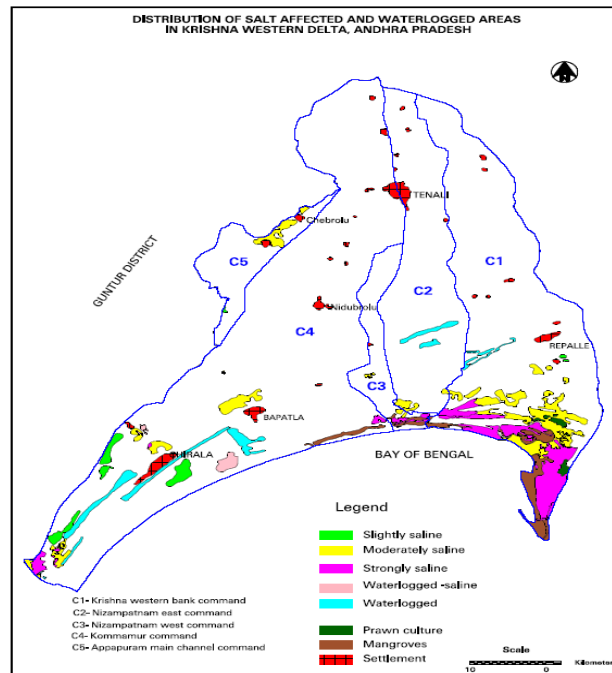 DISTRIBUTION OF SALT AFFECTED AND WATERLOGGED AREAS
IN KRISHNA WESTERN DELTA, ANDHRA PRADESH
TENALI
Chebrolu
C5
C1
GUNTUR DISTRICT
C2
Nidubrolu
C4
REPALLE
C3
BAPATLA
BAY OF BENGAL
Legend
Slightly saline
Moderately saline
Strongly saline
Waterlogged -saline
Waterlogged
Prawn culture
Mangroves
Settlement
C1- Krishna western bank command
C2- Nizampatnam east command
C3- Nizampatnam west command
C4- Kommamur command
C5- Appapuram main channel command
Scale
10 0 Kilometer